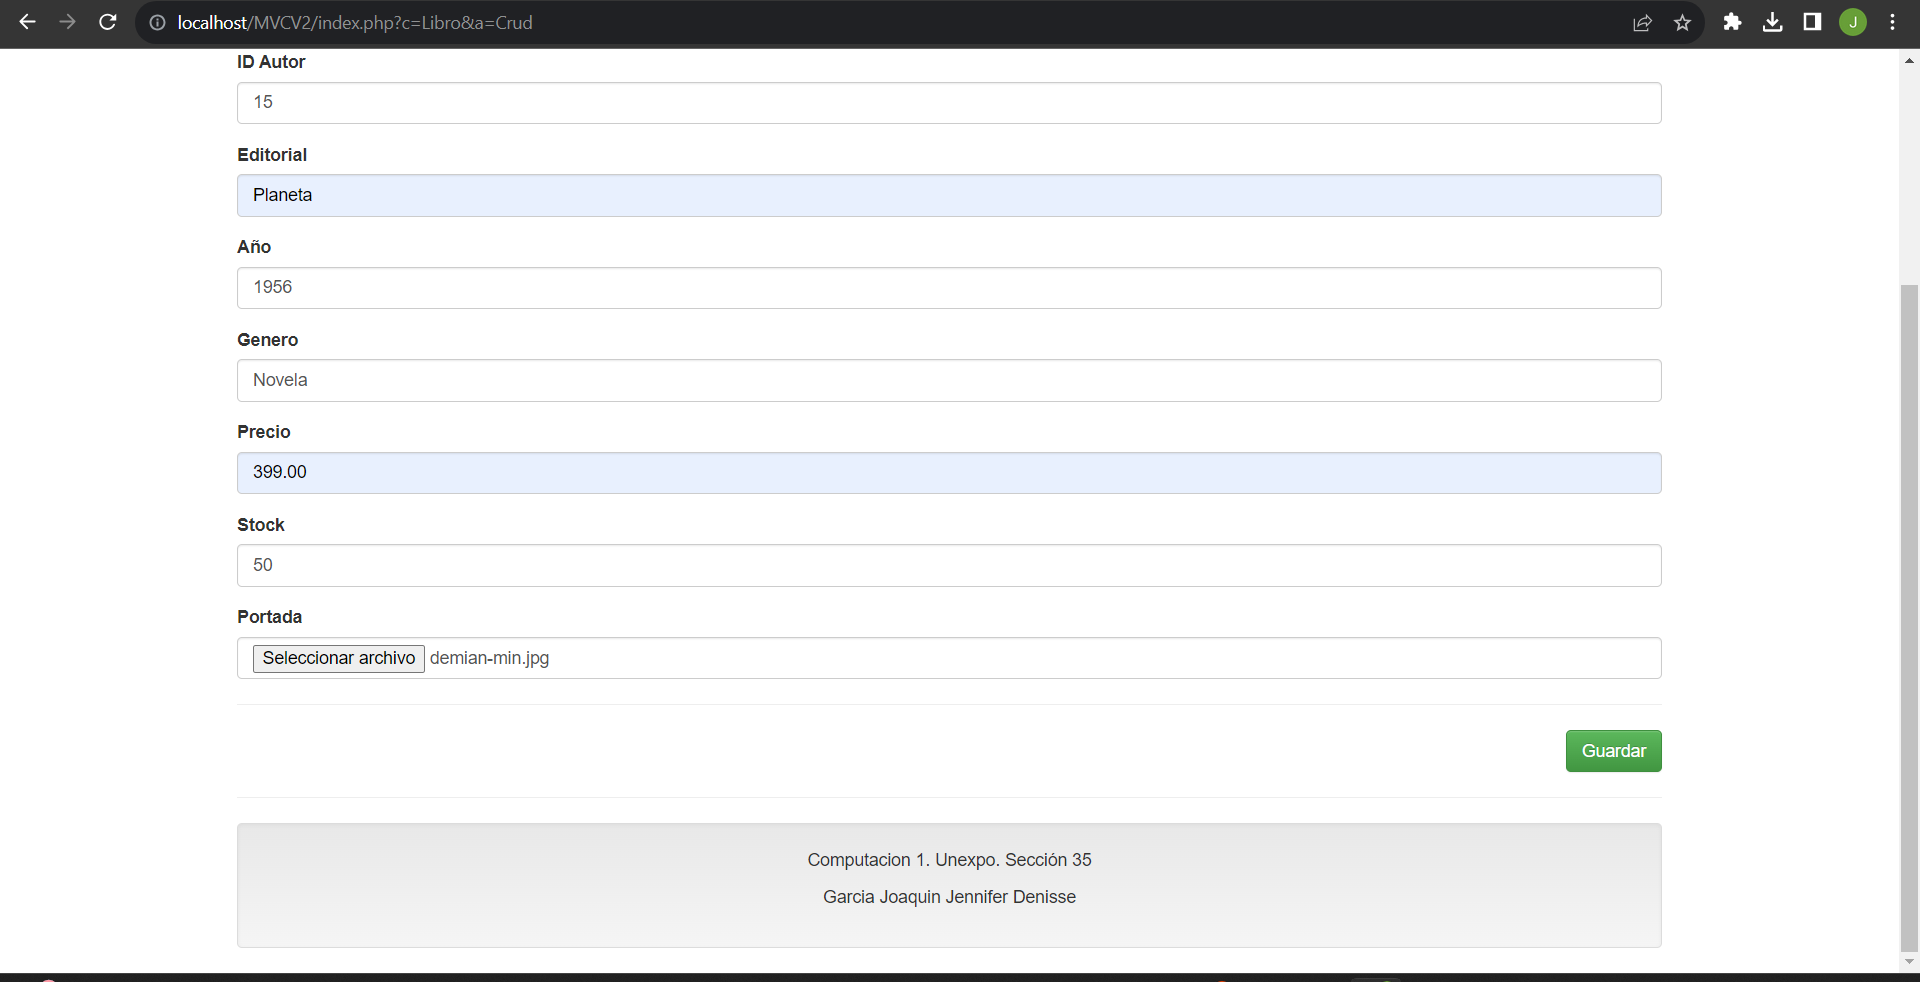 localhost/MVCV2/index.php?c=Libro&a=Crud
J
ID Autor
15
Editorial
Planeta
Año
1956
Genero
Novela
Precio
399.00
Stock
50
Portada
Seleccionar archivo demian-min.jpg
Guardar
Computacion 1. Unexpo. Sección 35
Garcia Joaquin Jennifer Denisse